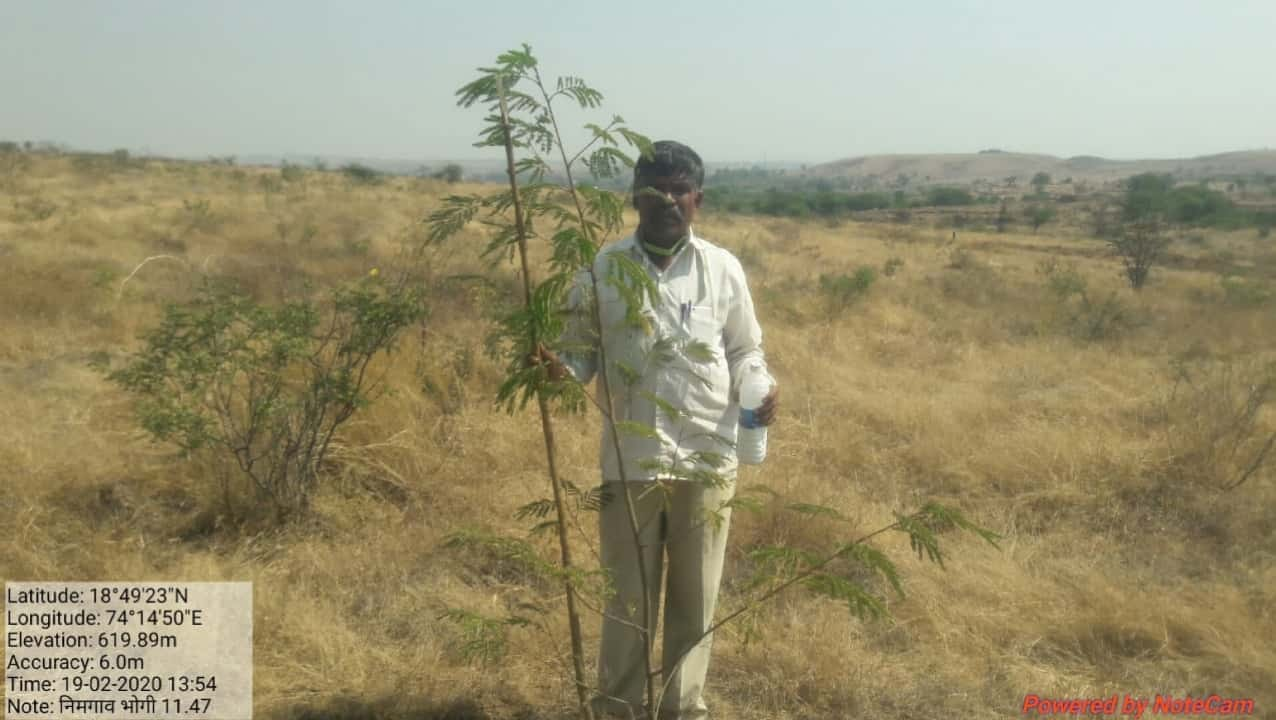 Latitude: 18°49'23"N
Longitude: 74°14'50"E
Elevation: 619.89m
Accuracy: 6.0m
Time: 19-02-2020 13:54
Note: निमगाव भोगी 11.47
Powered by NoteCam